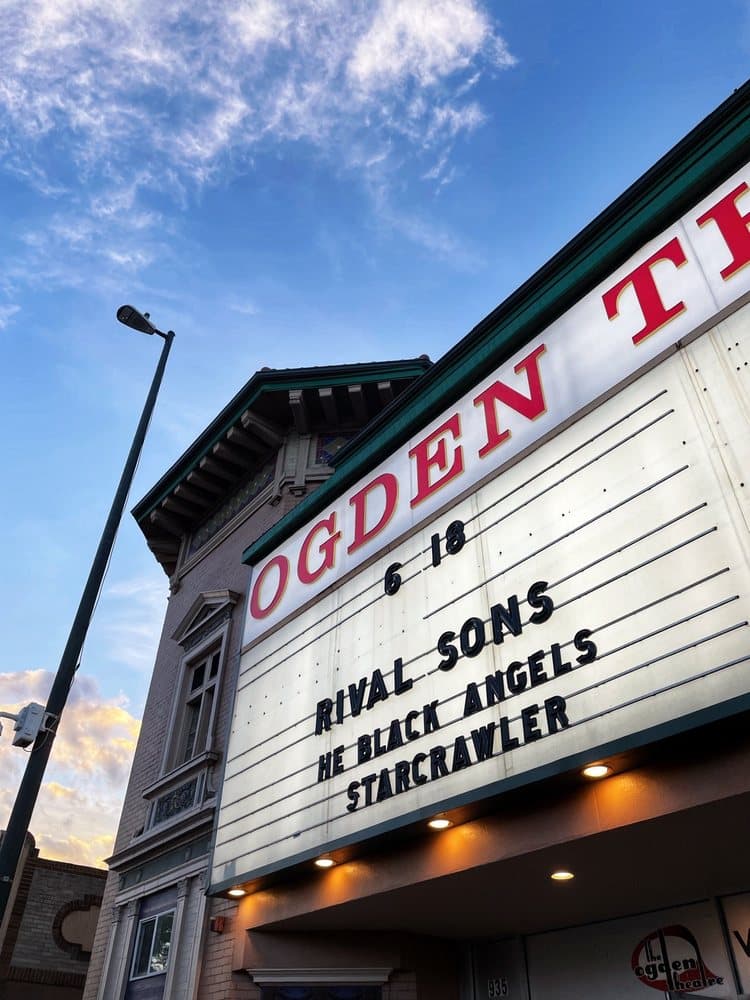 OGDEN T
6 18
RIVAL SONS
HE BLACK ANGELS
STARCRAWLER
935
the
ogden
theatre